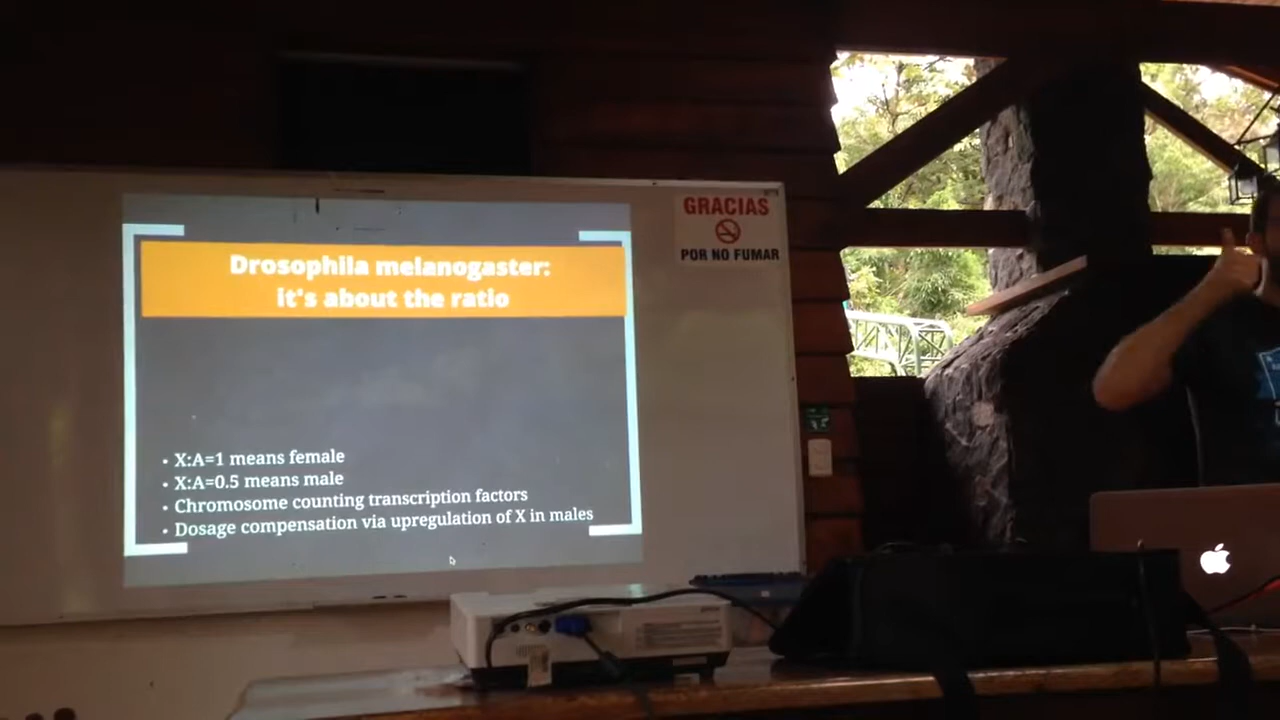 Drosophila melanogaster:
it's about the ratio
• X:A=1 means female
• X:A=0.5 means male
• Chromosome counting transcription factors
• Dosage compensation via upregulation of X in males
GRACIAS
POR NO FUMAR